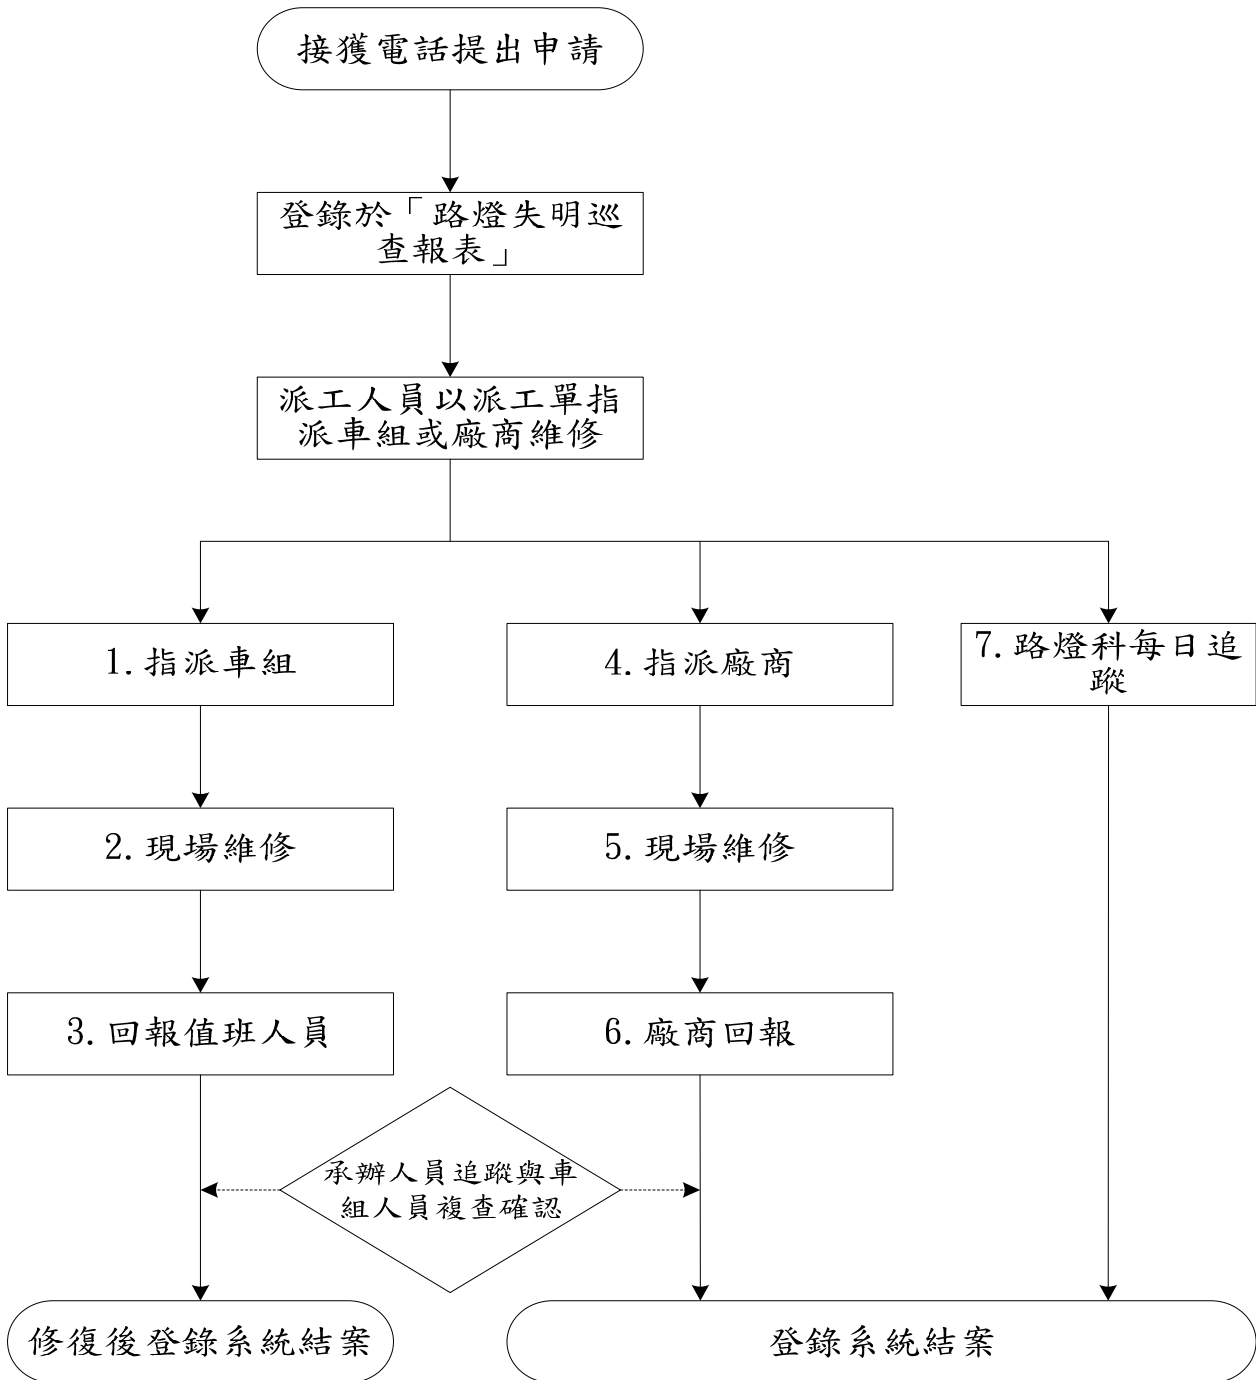 接獲電話提出申請
登錄於「路燈失明巡
查報表」
派工人員以派工單指
派車組或廠商維修
1.指派車組
4.指派廠商
7.路燈科每日追
蹤
2.現場維修
5.現場維修
3.回報值班人員
6.廠商回報
承辦人員追蹤與車
組人員複查確認
修復後登錄系統結案
登錄系統結案